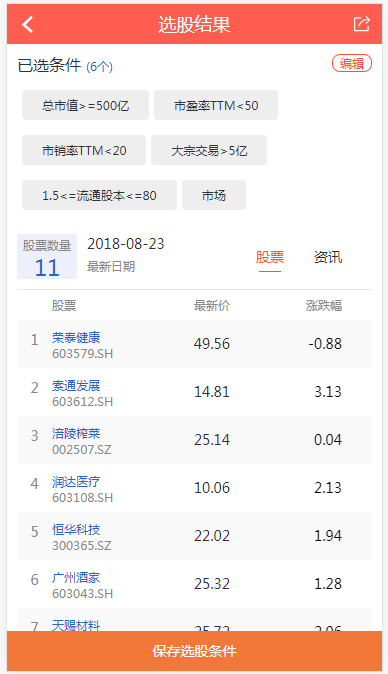 选股结果
已选条件 (6个) 编辑
总市值>=500亿 市盈率TTM<50
市销率TTM<20 大宗交易>5亿
1.5<=流通股本<=80 市场
股票数量 2018-08-23 股票 资讯
11 最新日期
股票 最新价 涨跌幅
1 荣泰健康 49.56 -0.88
603579.SH
2 索通发展 14.81 3.13
603612.SH
3 涪陵榨菜 25.14 0.04
002507.SZ
4 润达医疗 10.06 2.13
603108.SH
5 恒华科技 22.02 1.94
300365.SZ
6 广州酒家 25.32 1.28
603043.SH
7 天赐材料
保存选股条件